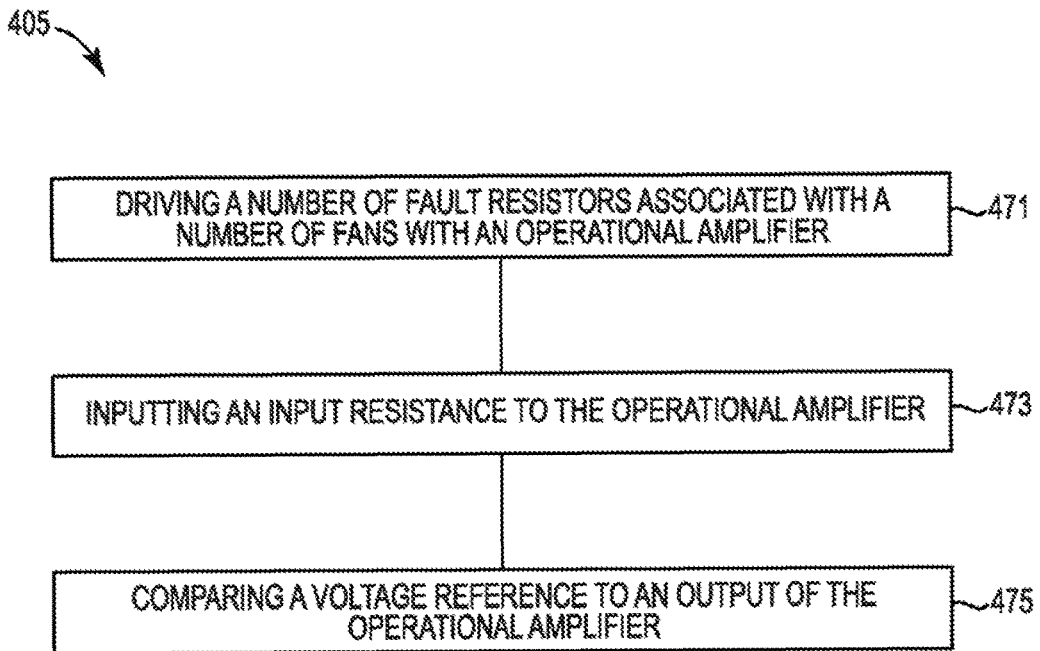 405
DRIVING A NUMBER OF FAULT RESISTORS ASSOCIATED WITH A
NUMBER OF FANS WITH AN OPERATIONAL AMPLIFIER
471
INPUTTING AN INPUT RESISTANCE TO THE OPERATIONAL AMPLIFIER
473
COMPARING A VOLTAGE REFERENCE TO AN OUTPUT OF THE
OPERATIONAL AMPLIFIER
475